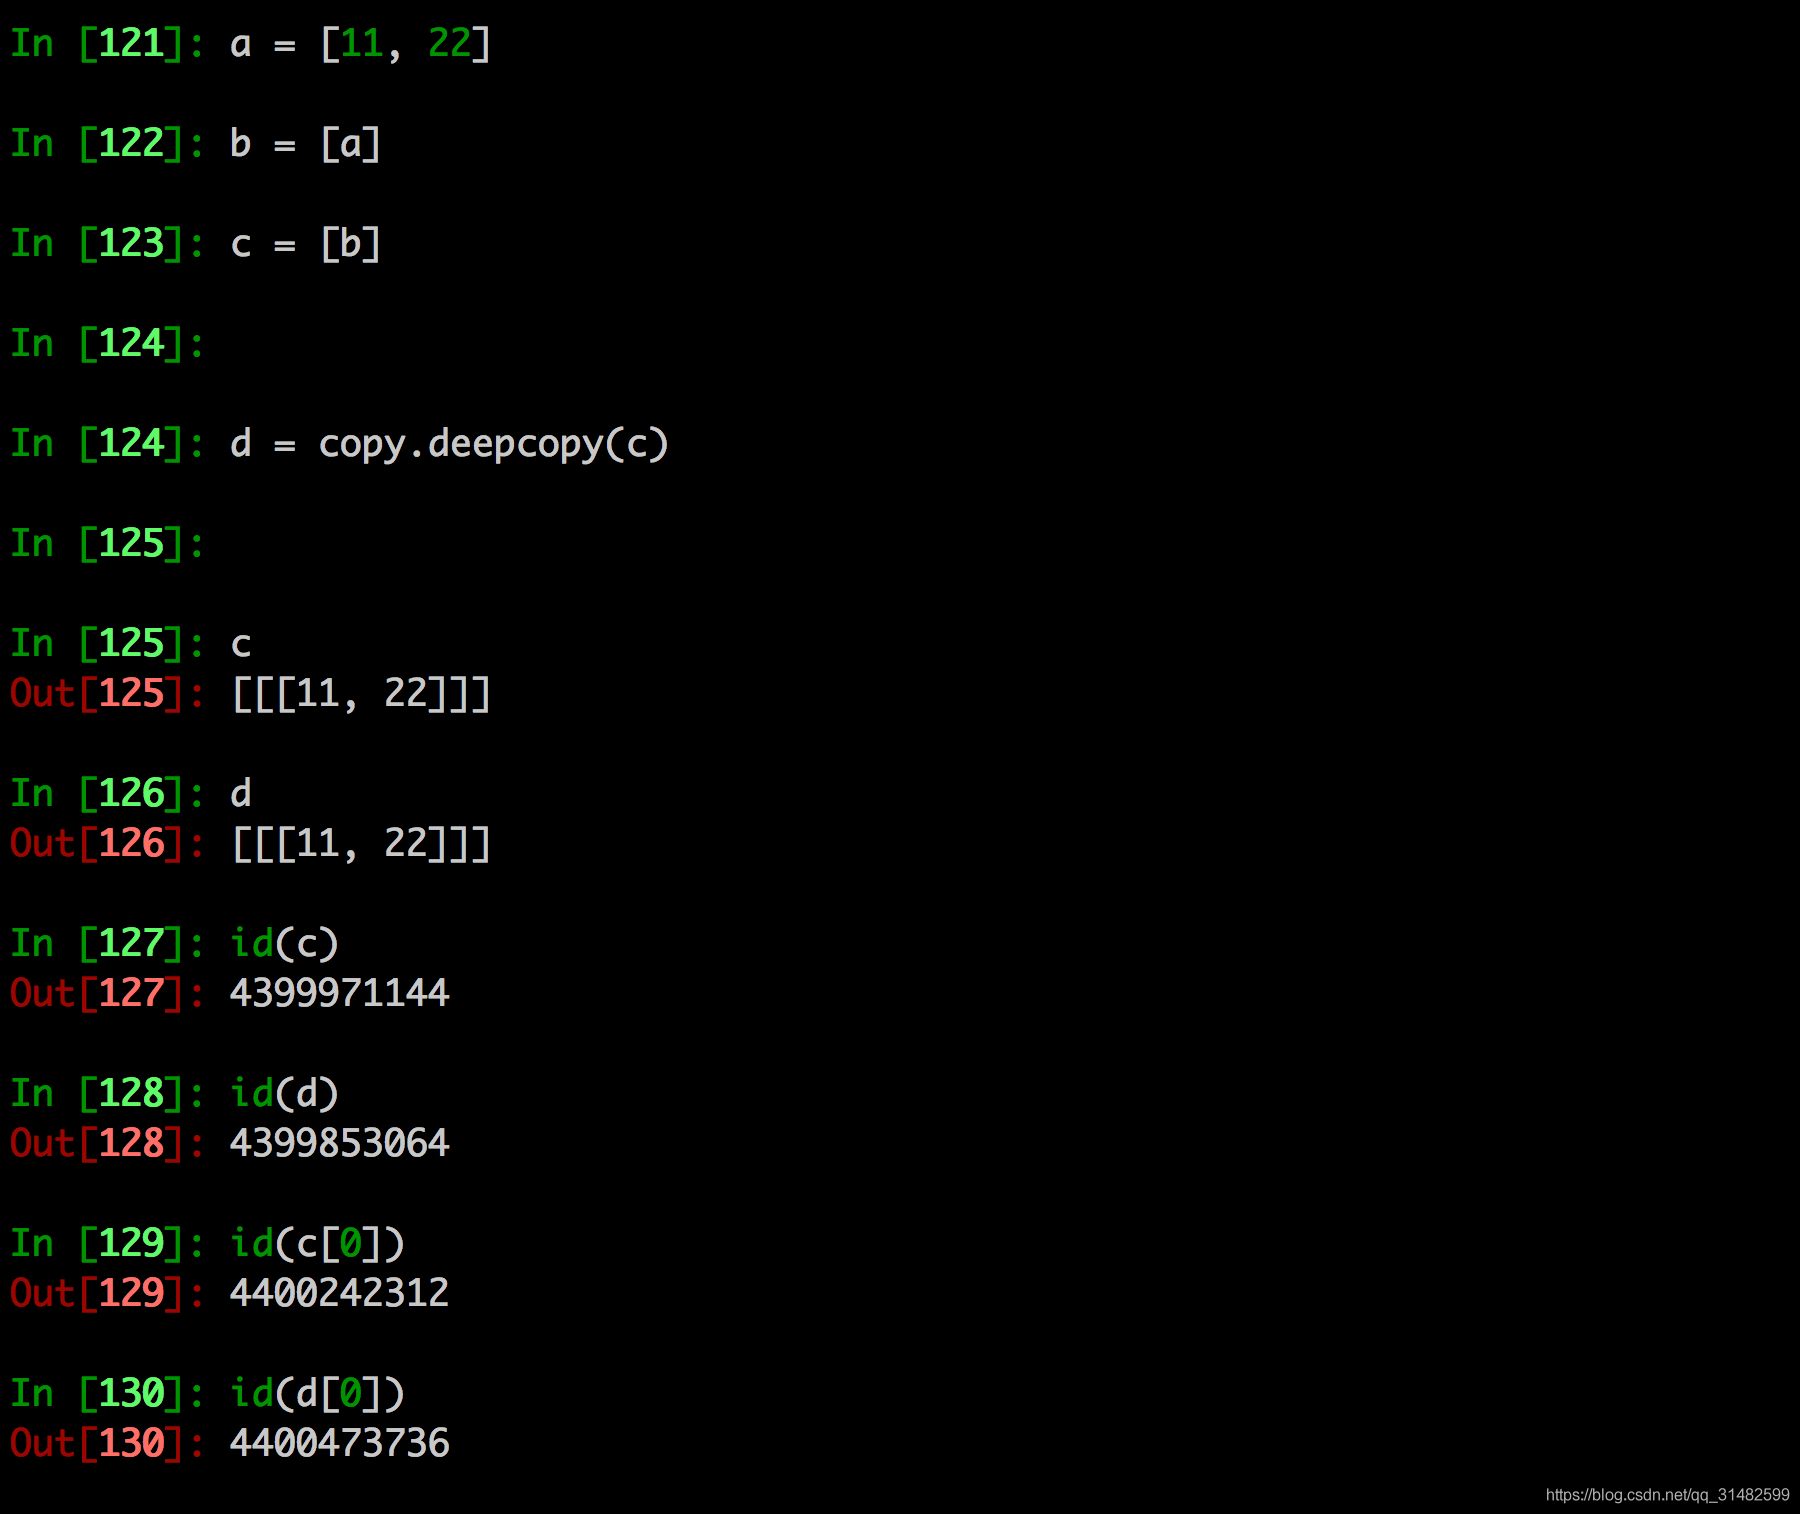 In [121]: a = [11, 22]
In [122]: b = [a]
In [123]: c = [b]
In [124]:
In [124]: d = copy.deepcopy(c)
In [125]:
In [125]: c
Out[125]: [[[11, 22]]]
In [126]: d
Out[126]: [[[11, 22]]]
In [127]: id(c)
Out[127]: 4399971144
In [128]: id(d)
Out[128]: 4399853064
In [129]: id(c[0])
Out[129]: 4400242312
In [130]: id(d[0])
Out[130]: 4400473736
https://blog.csdn.net/qq_31482599